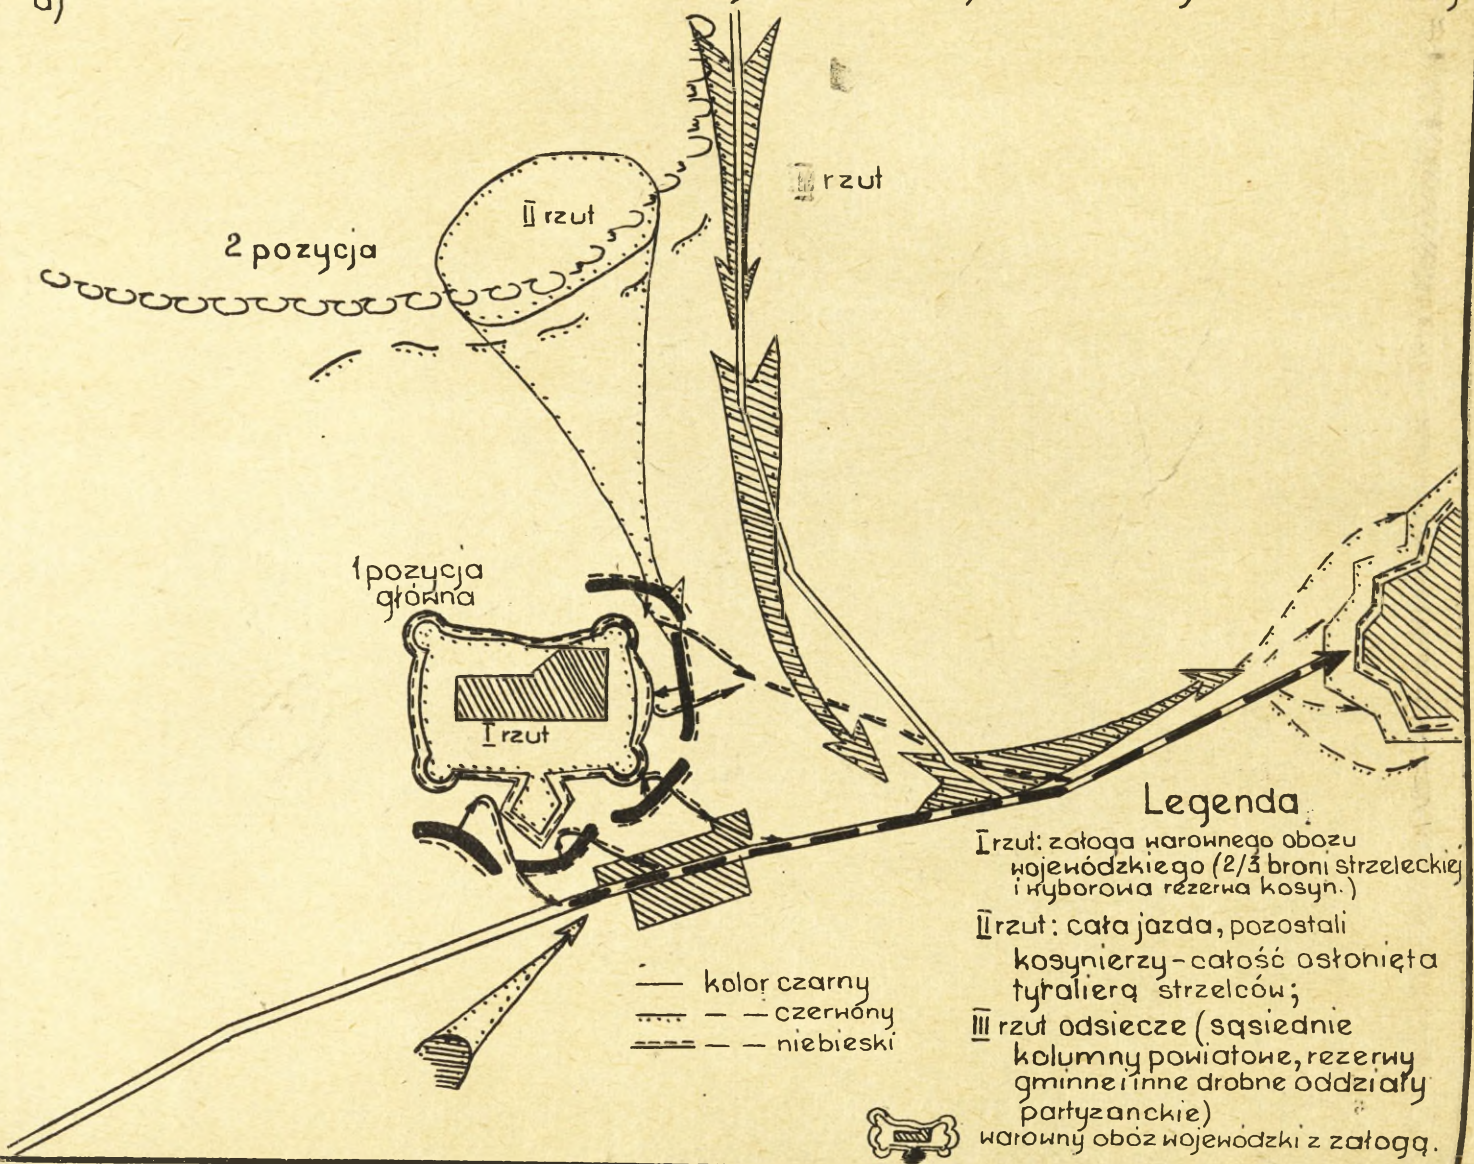 a)
rzut
II rzut
2 pozycja
1 pozycja
główna
I rzut
Legenda
I rzut: załoga warownego obozu
wojewódzkiego (2/3 broni strzeleckiej
i wyborowa rezerwa kosyn.)
II rzut: cała jazda, pozostali
kosynierzy - całość osłonięta
tyralierą strzelców;
III rzut odsiecze (sąsiednie
kolumny powiatowe, rezerwy
gminne i inne drobne oddziały
partyzanckie)
warowny obóz wojewódzki z załogą.
kolor czarny
— — czerwony
— — niebieski